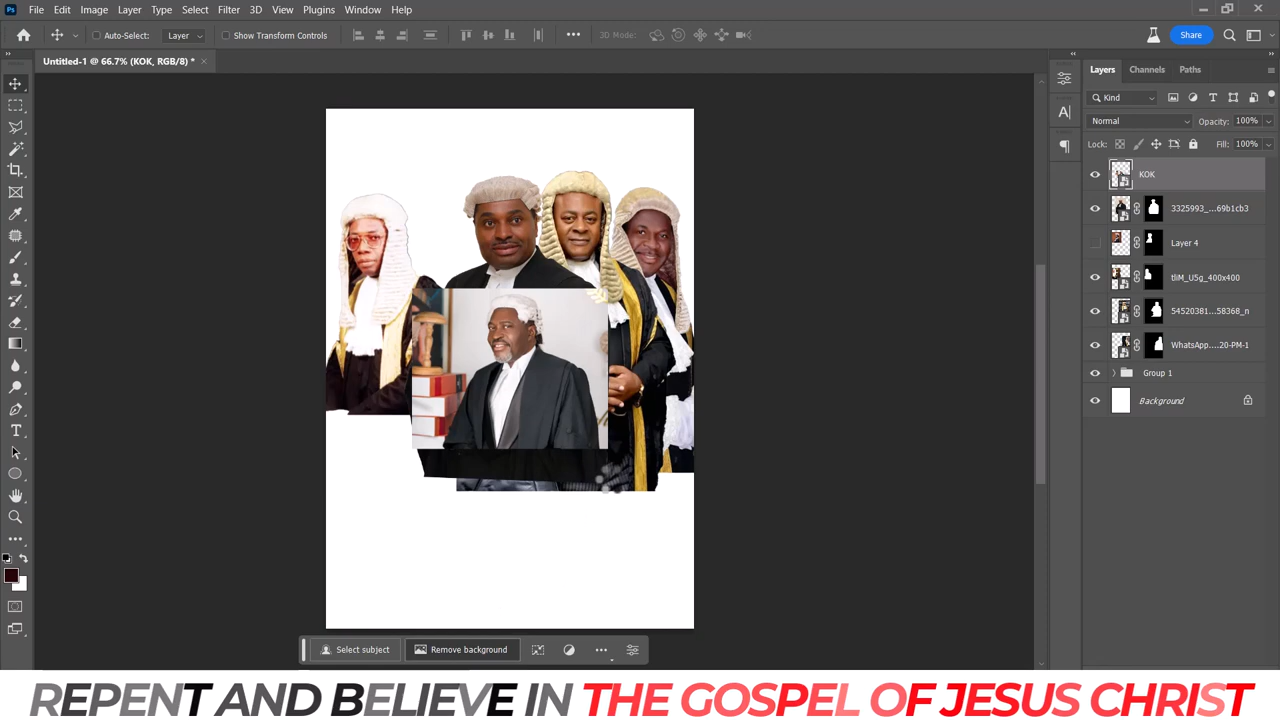 Ps File Edit Image Layer Type Select Filter 3D View Plugins Window Help
Auto-Select: Layer Show Transform Controls ••• 3D Mode: Share
Untitled-1 @ 66.7% (KOK, RGB/8) * ×
Layers Channels Paths
Kind
Normal Opacity: 100%
Lock: Fill: 100%
KOK
3325993_...69b1cb3
Layer 4
tliM_U5g_400x400
54520381...58368_n
WhatsApp....20-PM-1
Group 1
Background
Select subject Remove background •••
REPENT AND BELIEVE IN THE GOSPEL OF JESUS CHRIST